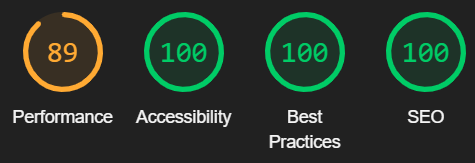 89
100
100
100
Performance
Accessibility
Best
Practices
SEO